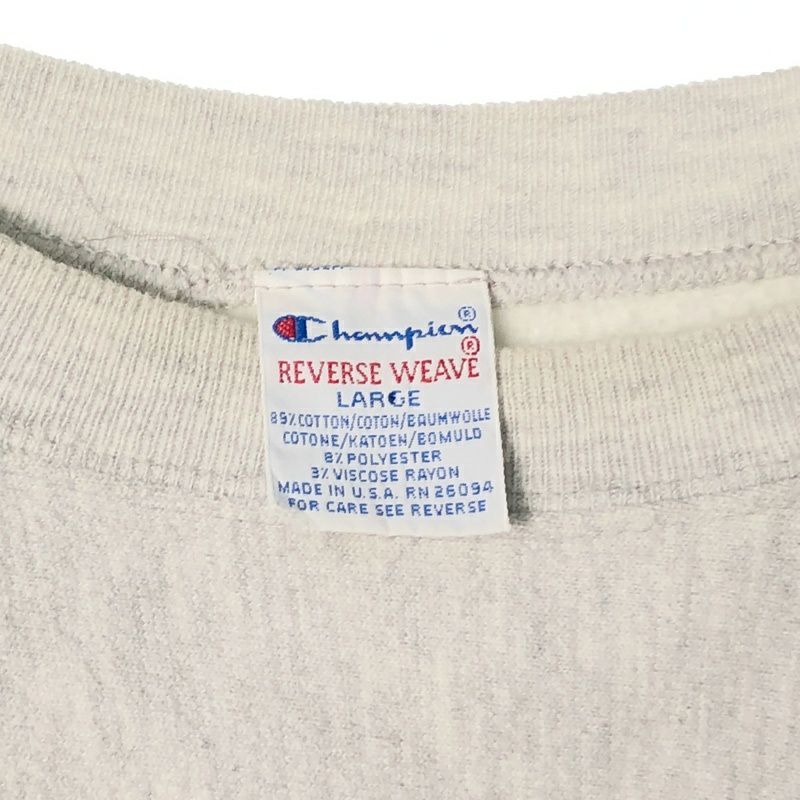 Champion®
REVERSE WEAVE®
LARGE
89% COTTON/COTON/BAUMWOLLE
COTONE/KATOEN/BOMULD
8% POLYESTER
3% VISCOSE RAYON
MADE IN U.S.A. RN 26094
FOR CARE SEE REVERSE